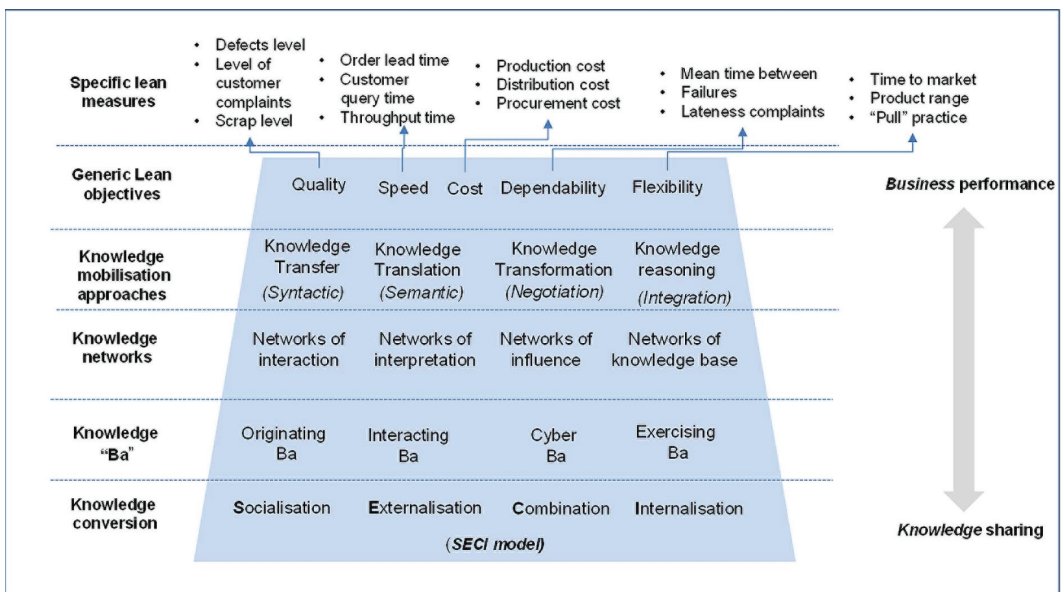 • Defects level
• Level of
customer
complaints
• Scrap level
• Order lead time
• Customer
query time
• Throughput time
• Production cost
• Distribution cost
• Procurement cost
• Mean time between
• Failures
• Lateness complaints
• Time to market
• Product range
• “Pull” practice
Specific lean
measures
Generic Lean
objectives
Quality
Speed
Cost
Dependability
Flexibility
Business performance
Knowledge
mobilisation
approaches
Knowledge
Transfer
(Syntactic)
Knowledge
Translation
(Semantic)
Knowledge
Transformation
(Negotiation)
Knowledge
reasoning
(Integration)
Knowledge
networks
Networks of
interaction
Networks of
interpretation
Networks of
influence
Networks of
knowledge base
Knowledge
“Ba”
Originating
Ba
Interacting
Ba
Cyber
Ba
Exercising
Ba
Knowledge
conversion
Socialisation
Externalisation
Combination
Internalisation
(SECI model)
Knowledge sharing